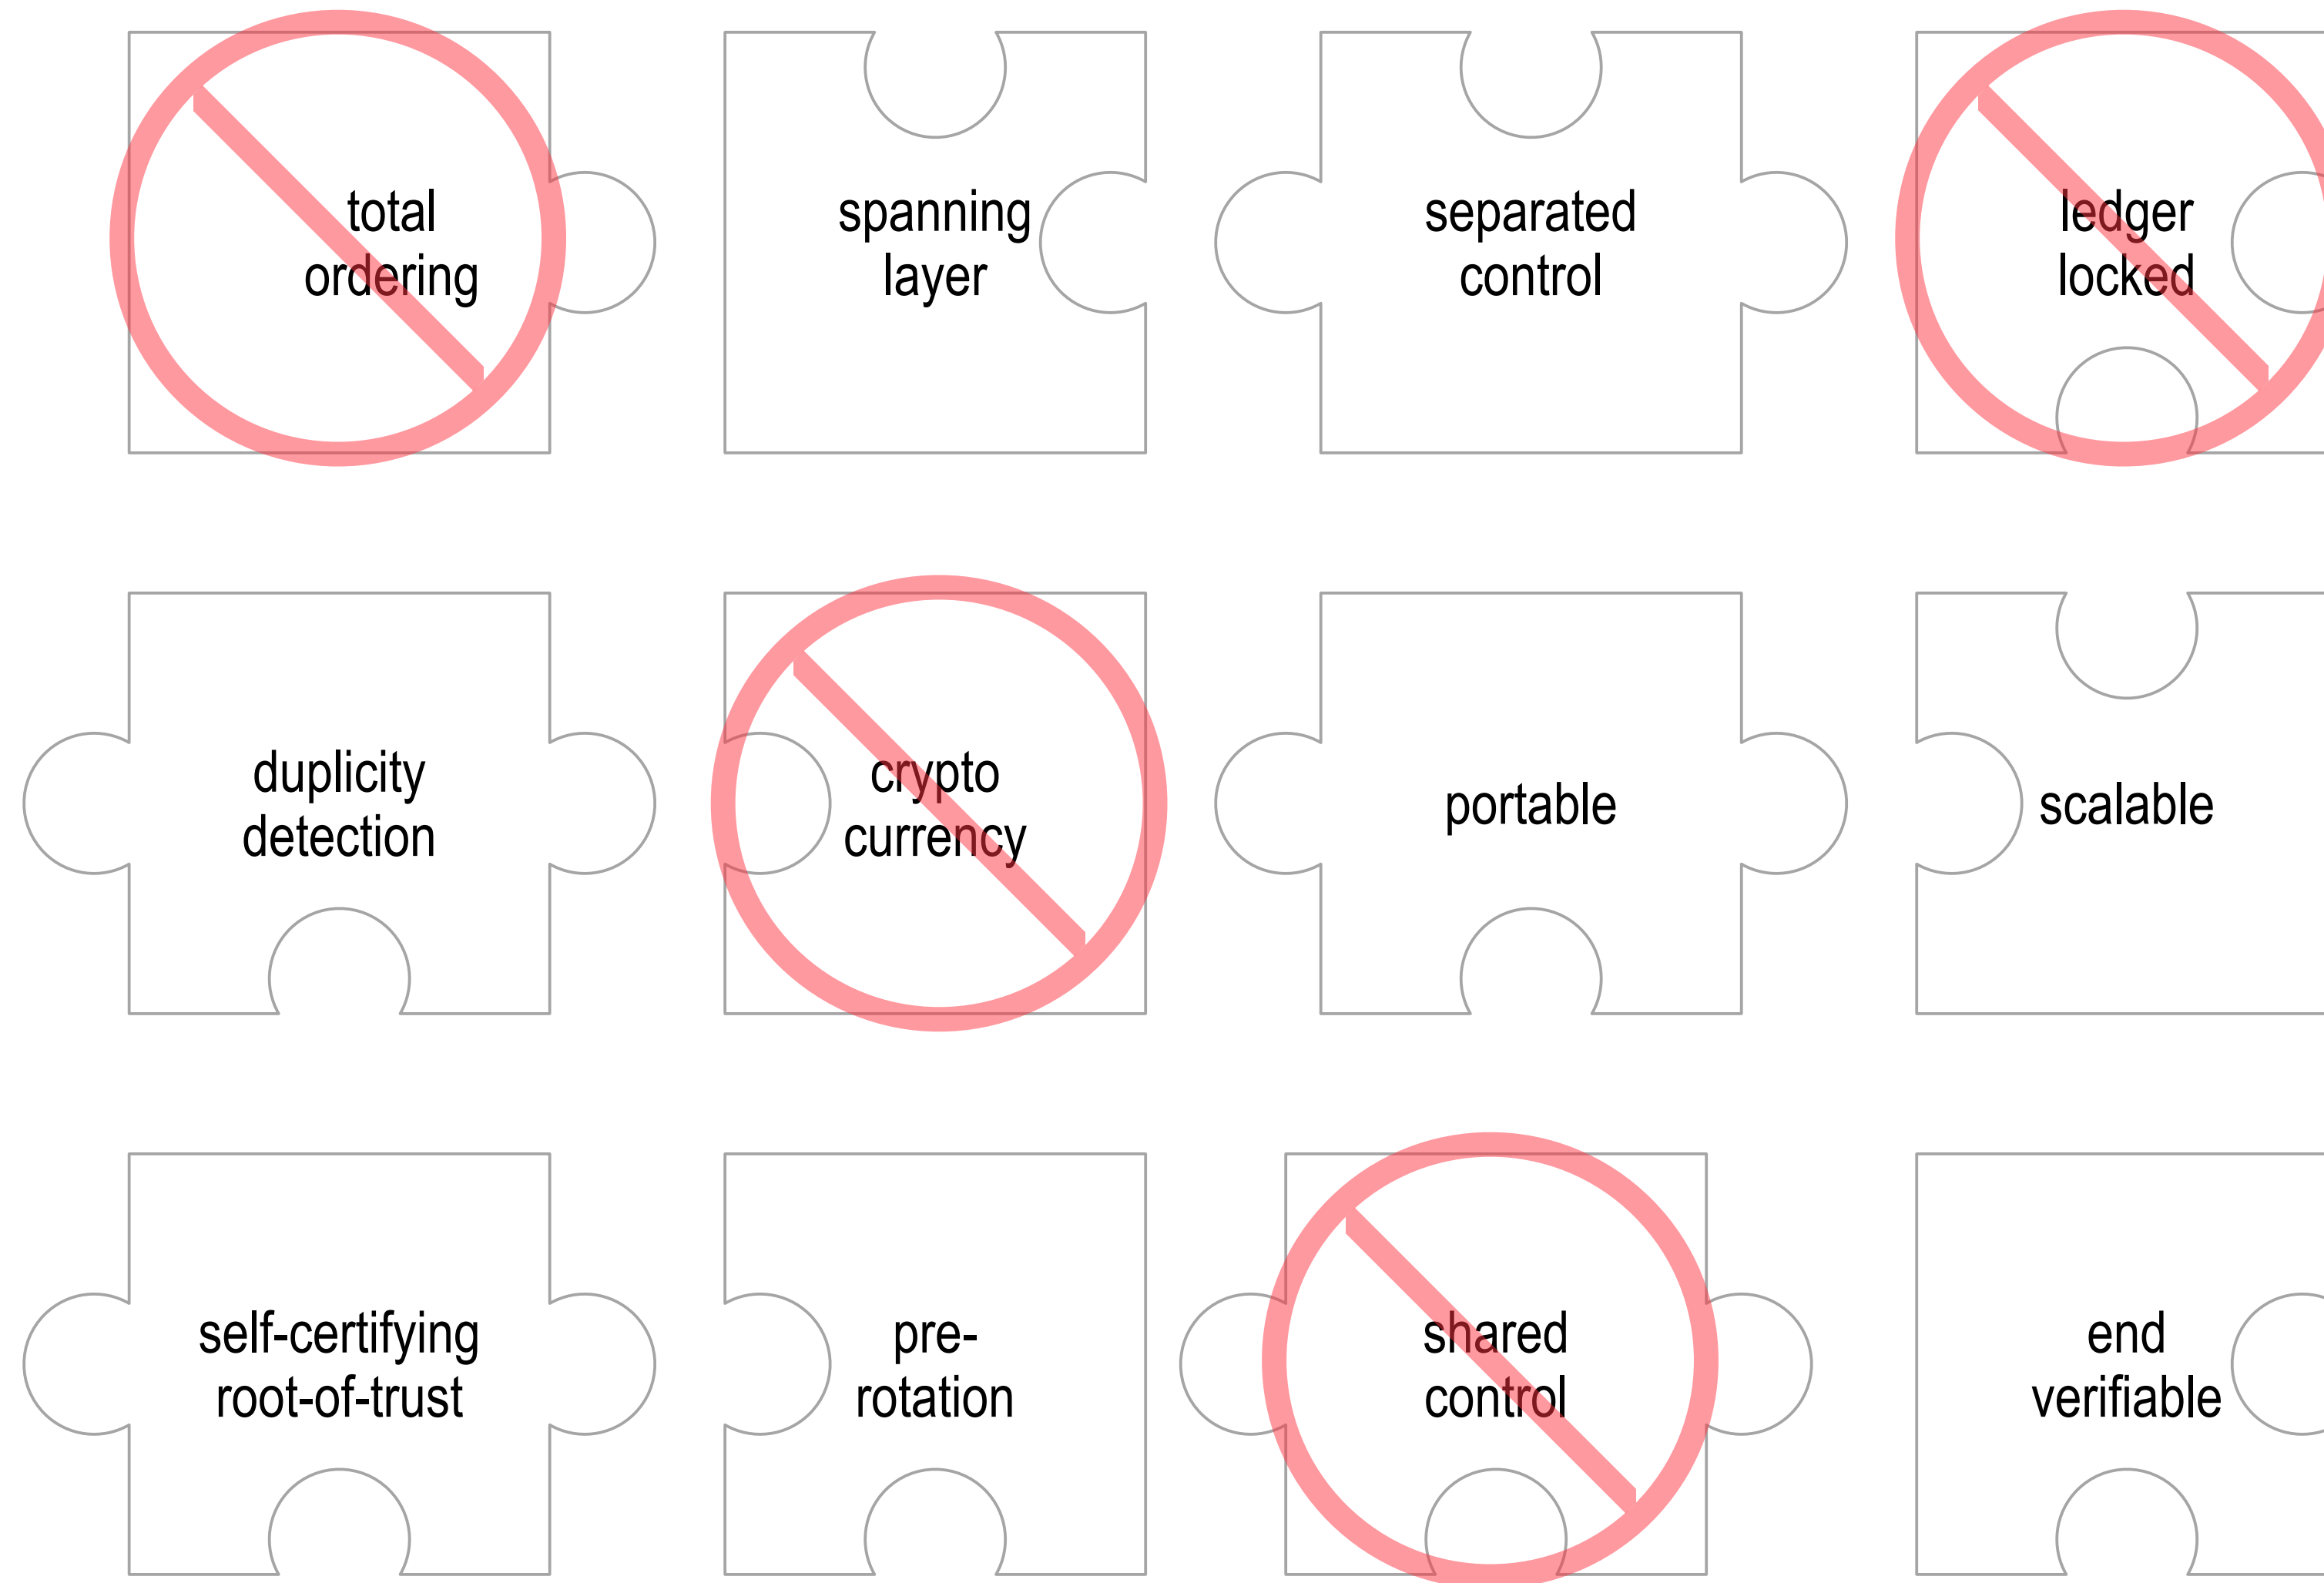 total
ordering
spanning
layer
separated
control
ledger
locked
duplicity
detection
crypto
currency
portable
scalable
self-certifying
root-of-trust
pre-
rotation
shared
control
end
verifiable